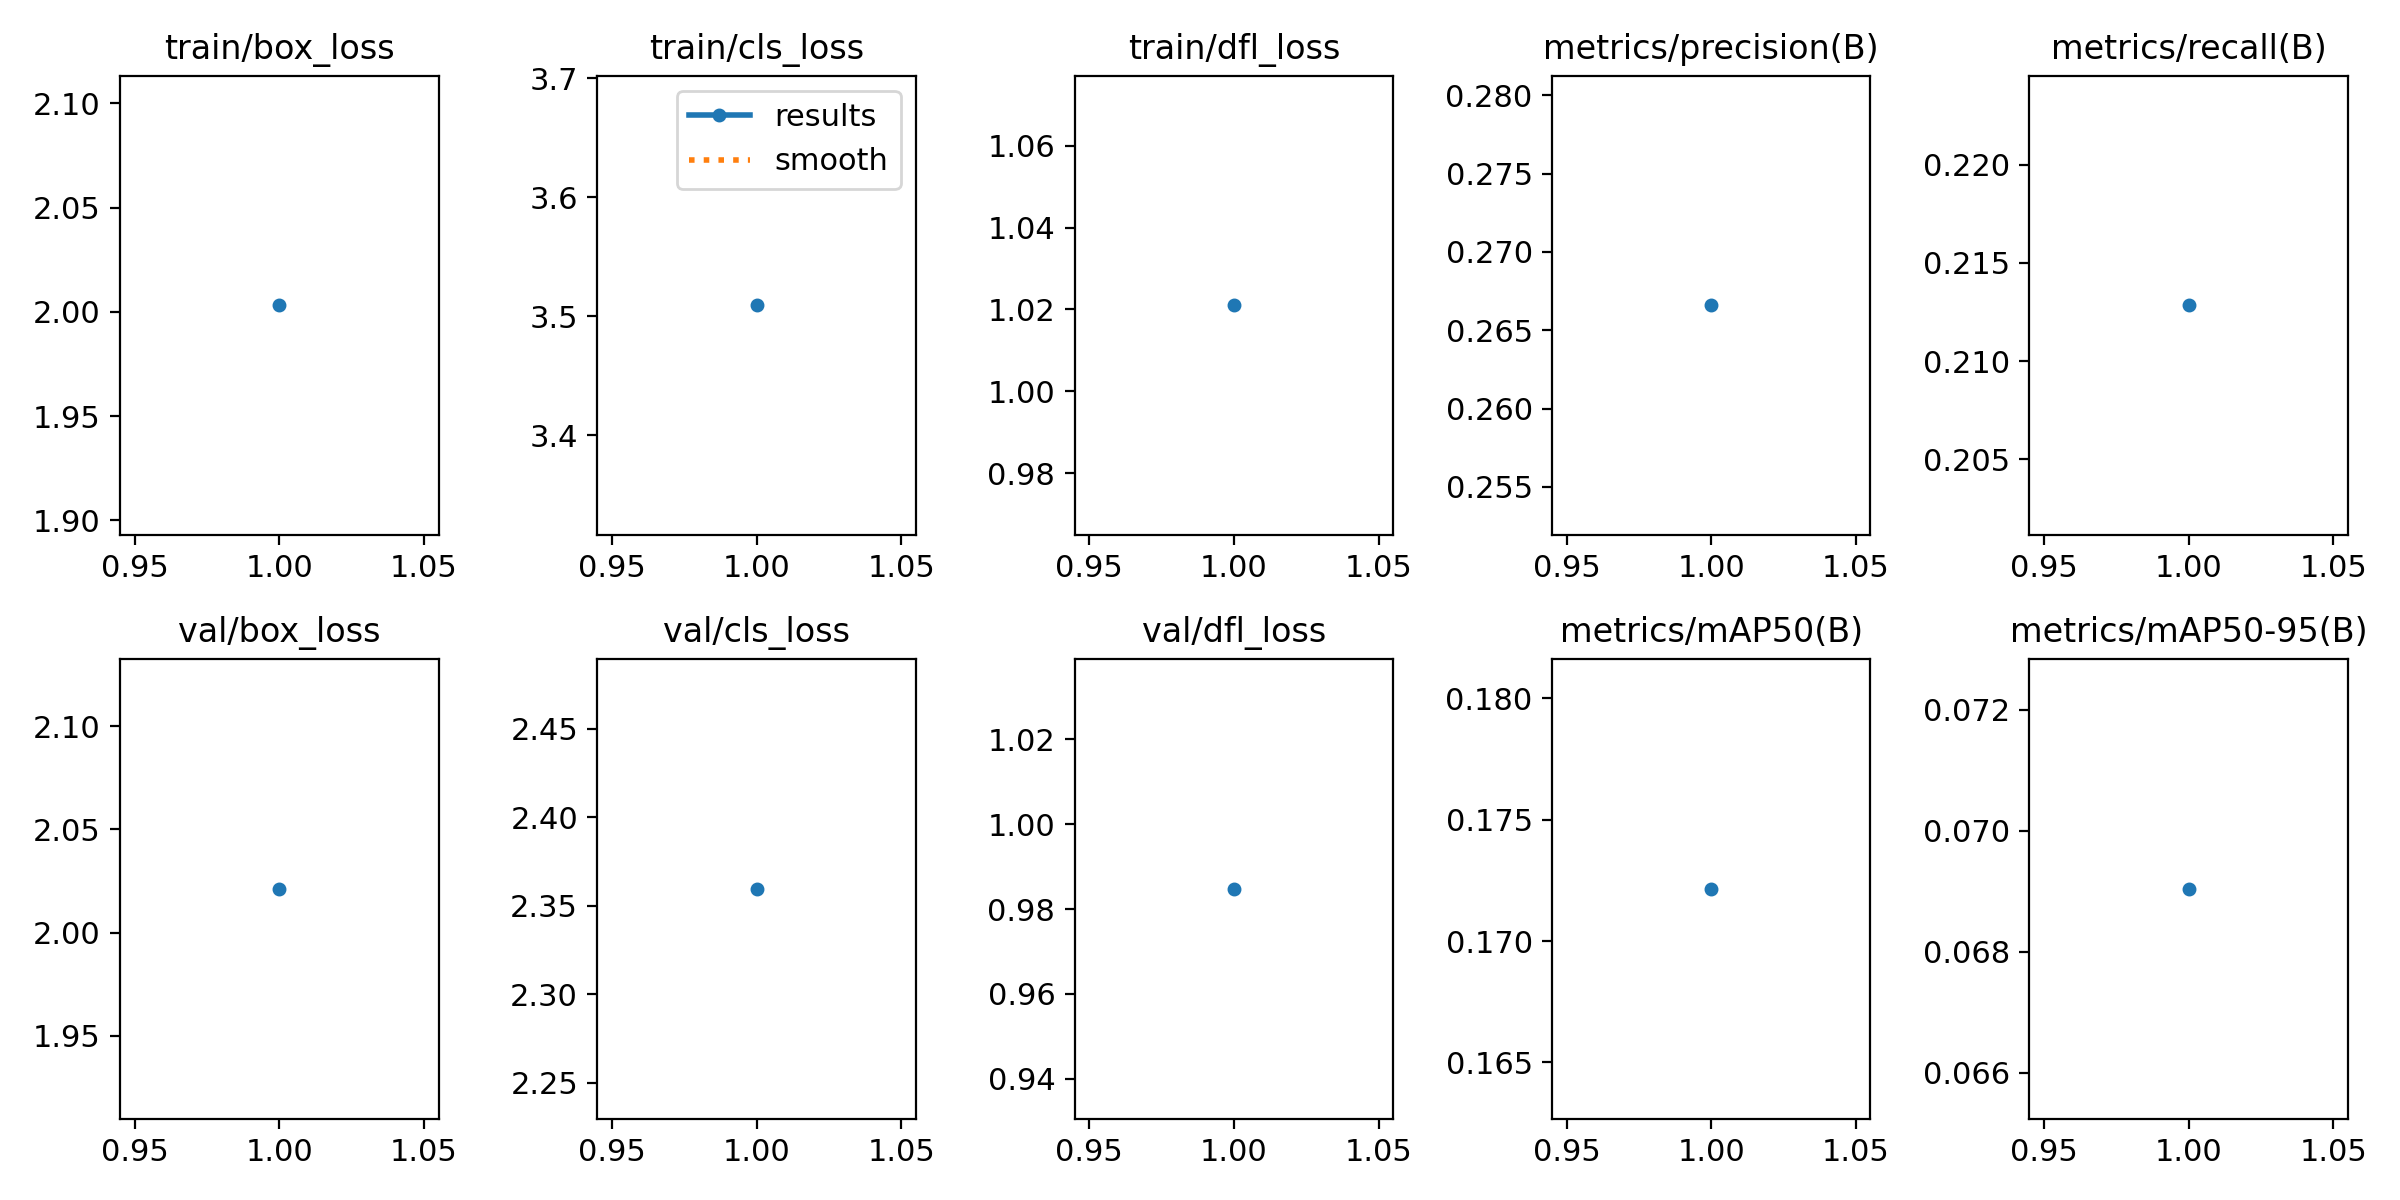 train/box_loss
train/cls_loss
train/dfl_loss
metrics/precision(B)
metrics/recall(B)
2.10
2.05
2.00
1.95
1.90
0.95 1.00 1.05
3.7
3.6
3.5
3.4
results
smooth
0.95 1.00 1.05
1.06
1.04
1.02
1.00
0.98
0.95 1.00 1.05
0.280
0.275
0.270
0.265
0.260
0.255
0.95 1.00 1.05
0.220
0.215
0.210
0.205
0.95 1.00 1.05
val/box_loss
val/cls_loss
val/dfl_loss
metrics/mAP50(B)
metrics/mAP50-95(B)
2.10
2.05
2.00
1.95
0.95 1.00 1.05
2.45
2.40
2.35
2.30
2.25
0.95 1.00 1.05
1.02
1.00
0.98
0.96
0.94
0.95 1.00 1.05
0.180
0.175
0.170
0.165
0.95 1.00 1.05
0.072
0.070
0.068
0.066
0.95 1.00 1.05